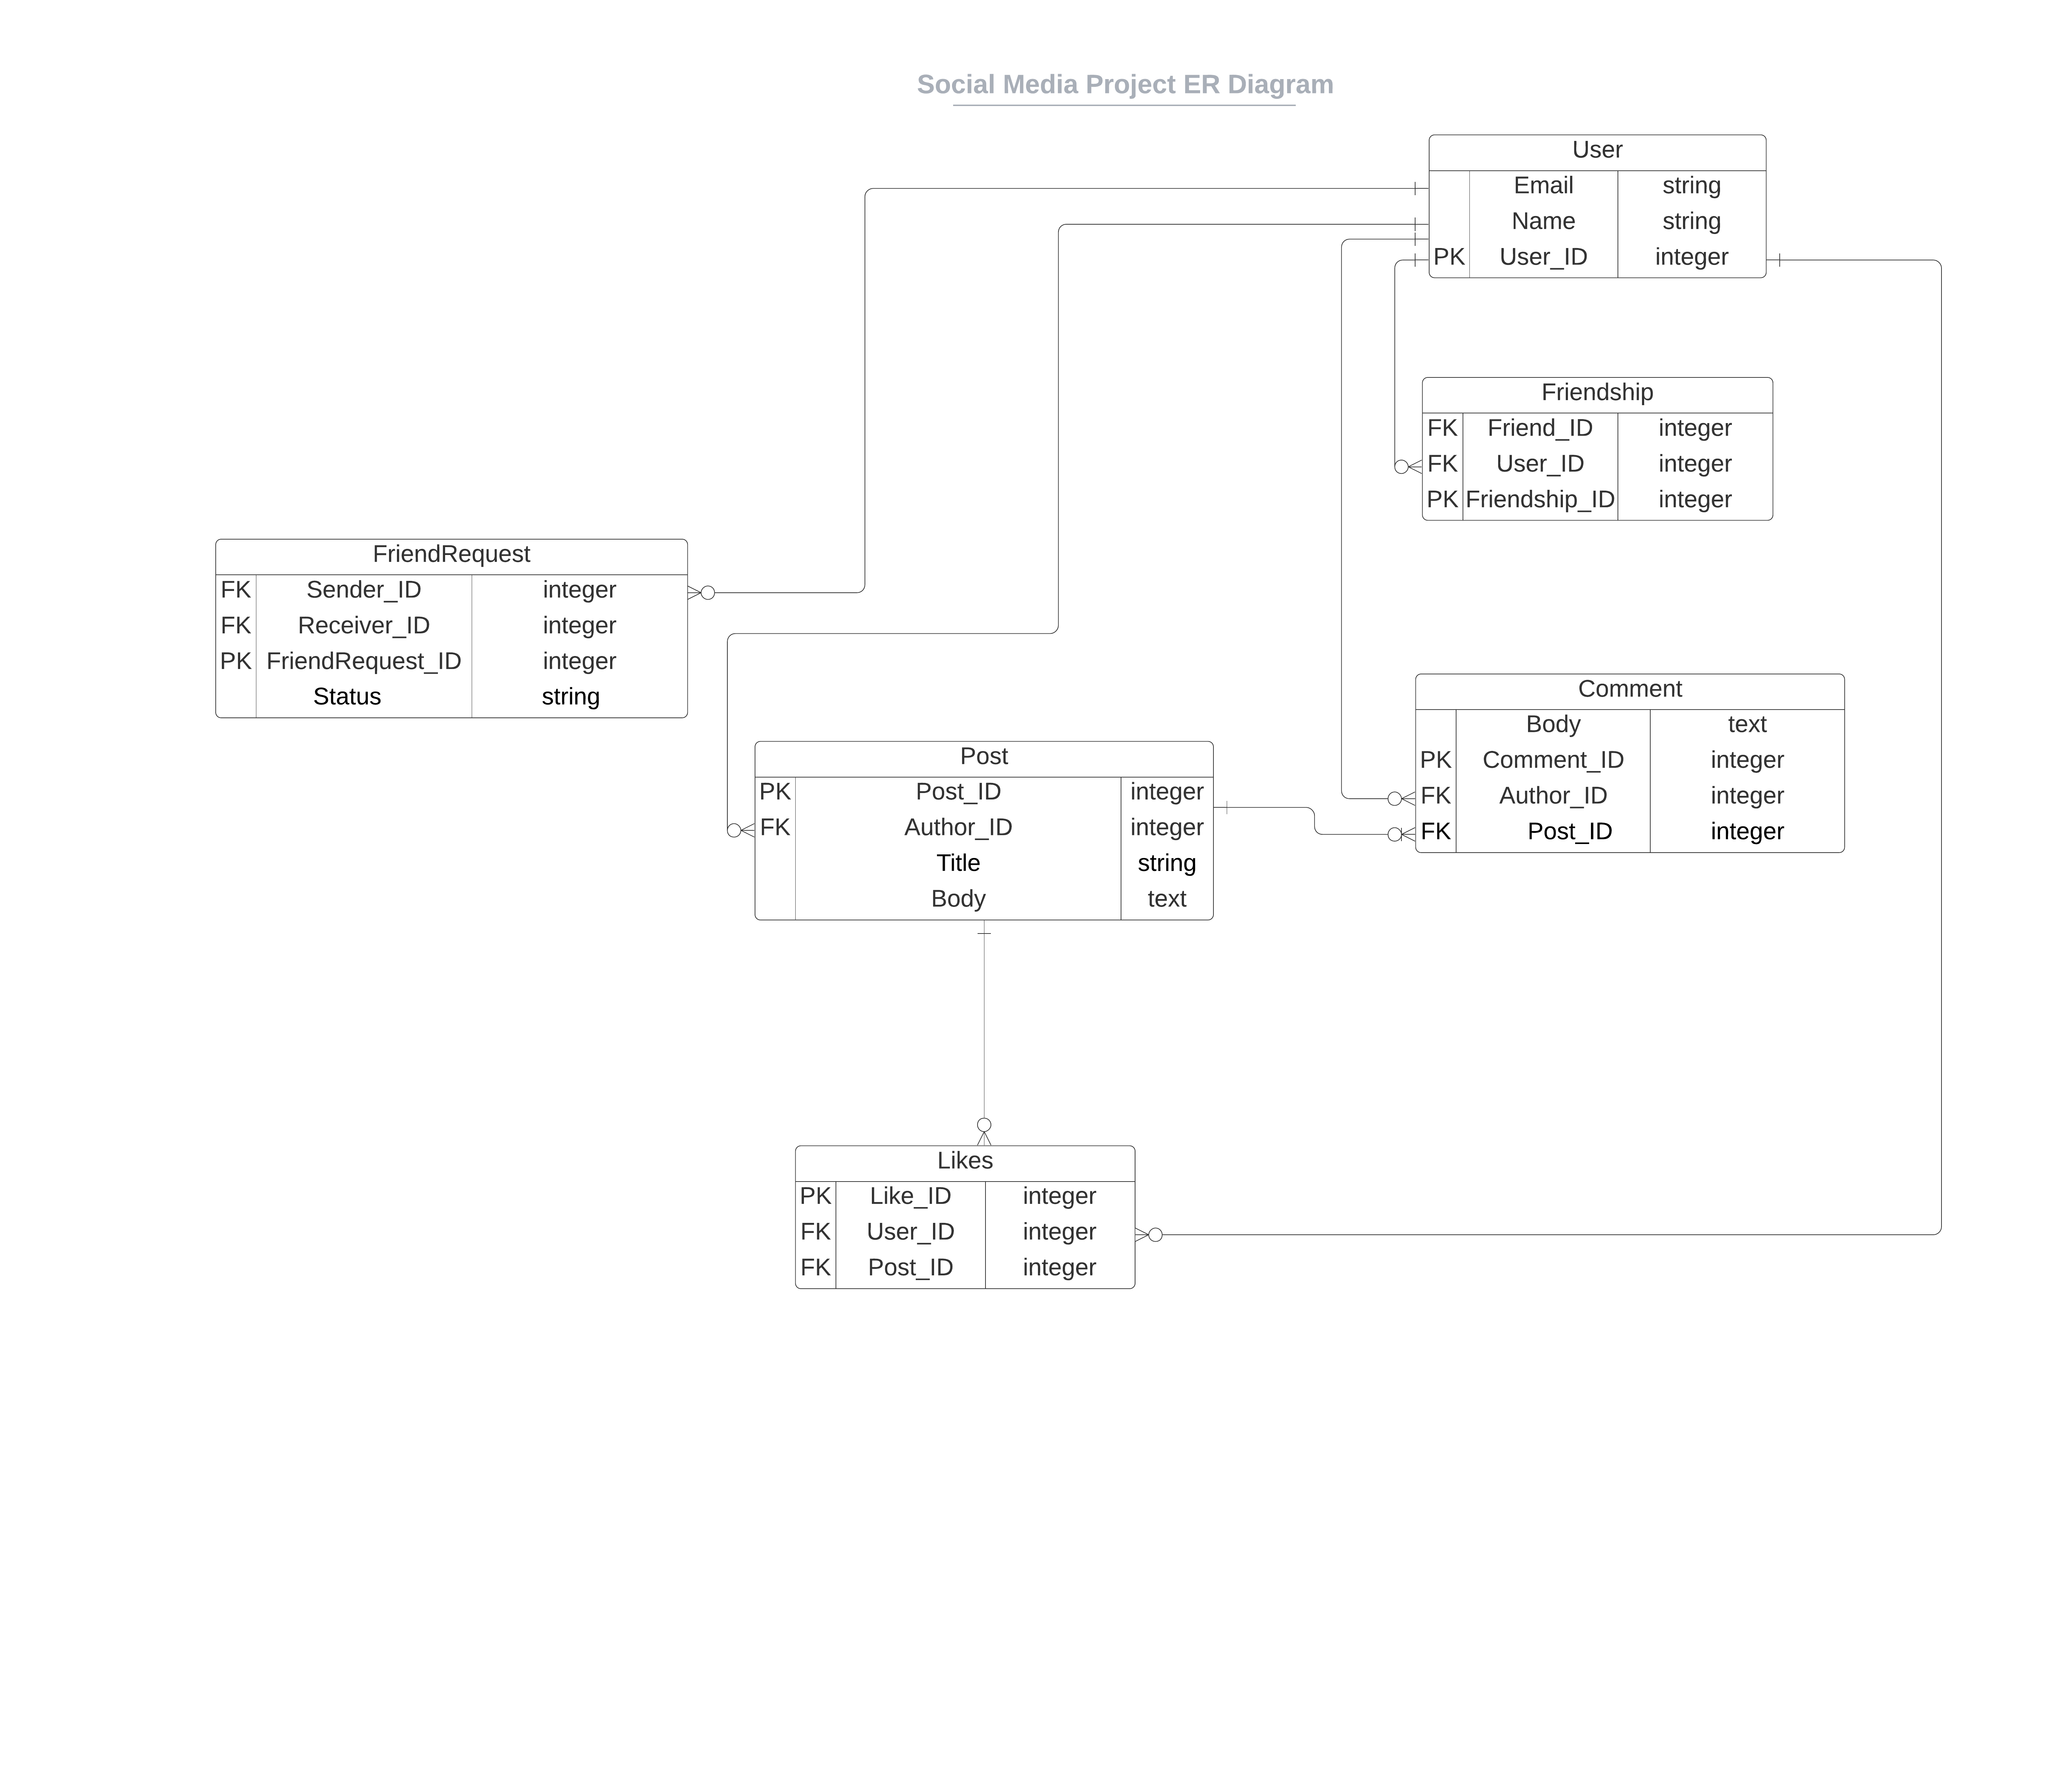 Social Media Project ER Diagram
User
Email string
Name string
PK User_ID integer
Friendship
FK Friend_ID integer
FK User_ID integer
PK Friendship_ID integer
FriendRequest
FK Sender_ID integer
FK Receiver_ID integer
PK FriendRequest_ID integer
Status string
Comment
Body text
PK Comment_ID integer
FK Author_ID integer
FK Post_ID integer
Post
PK Post_ID integer
FK Author_ID integer
Title string
Body text
Likes
PK Like_ID integer
FK User_ID integer
FK Post_ID integer